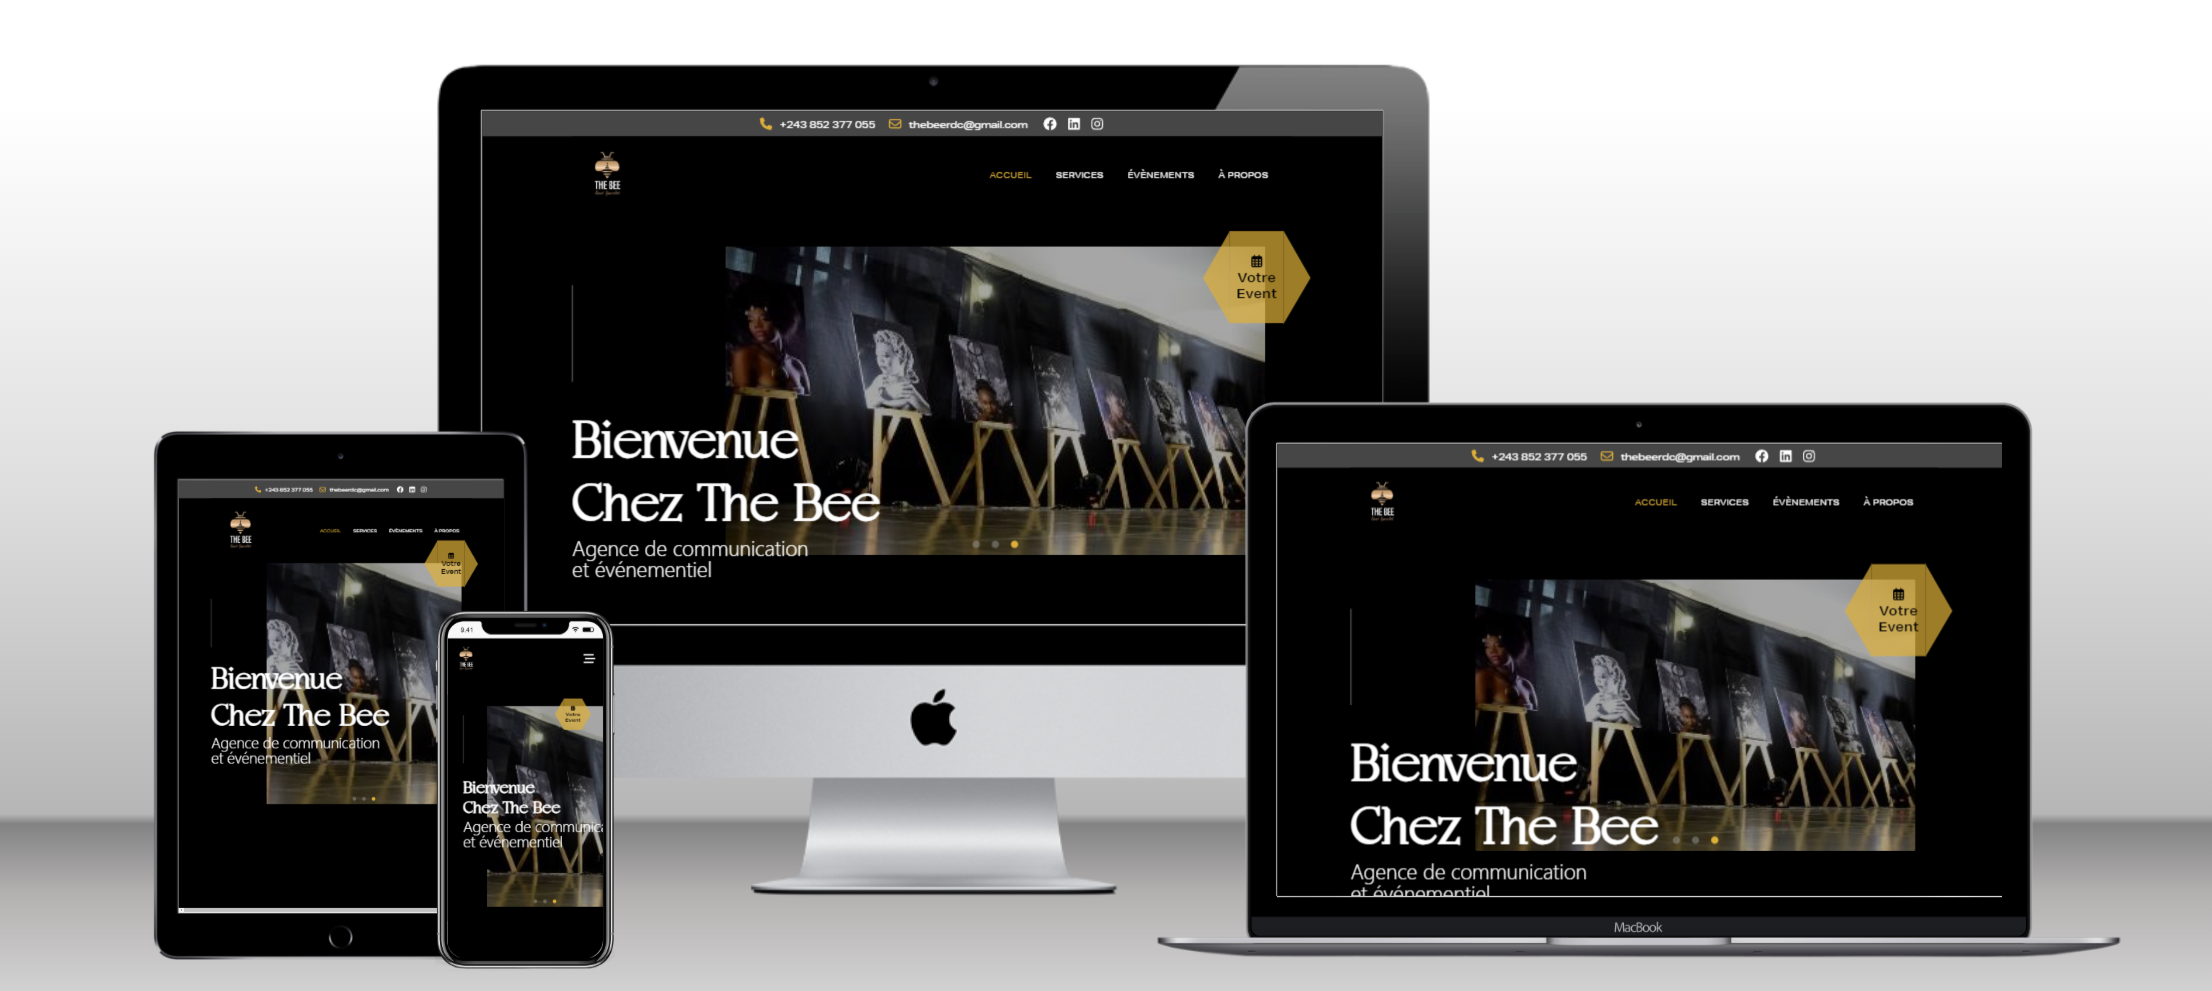 +243 852 377 055 thebeerdc@gmail.com
THE BEE
ACCUEIL SERVICES ÉVÈNEMENTS À PROPOS
Votre
Event
Bienvenue
Chez The Bee
Agence de communication
et événementiel
+243 852 377 055 thebeerdc@gmail.com
THE BEE
ACCUEIL SERVICES ÉVÈNEMENTS À PROPOS
Votre
Event
Bienvenue
Chez The Bee
Agence de communication
et événementiel
9:41
THE BEE
Votre
Event
Bienvenue
Chez The Bee
Agence de communica
et événementiel
+243 852 377 055 thebeerdc@gmail.com
THE BEE
ACCUEIL SERVICES ÉVÈNEMENTS À PROPOS
Votre
Event
Bienvenue
Chez The Bee
Agence de communication
et événementiel
MacBook